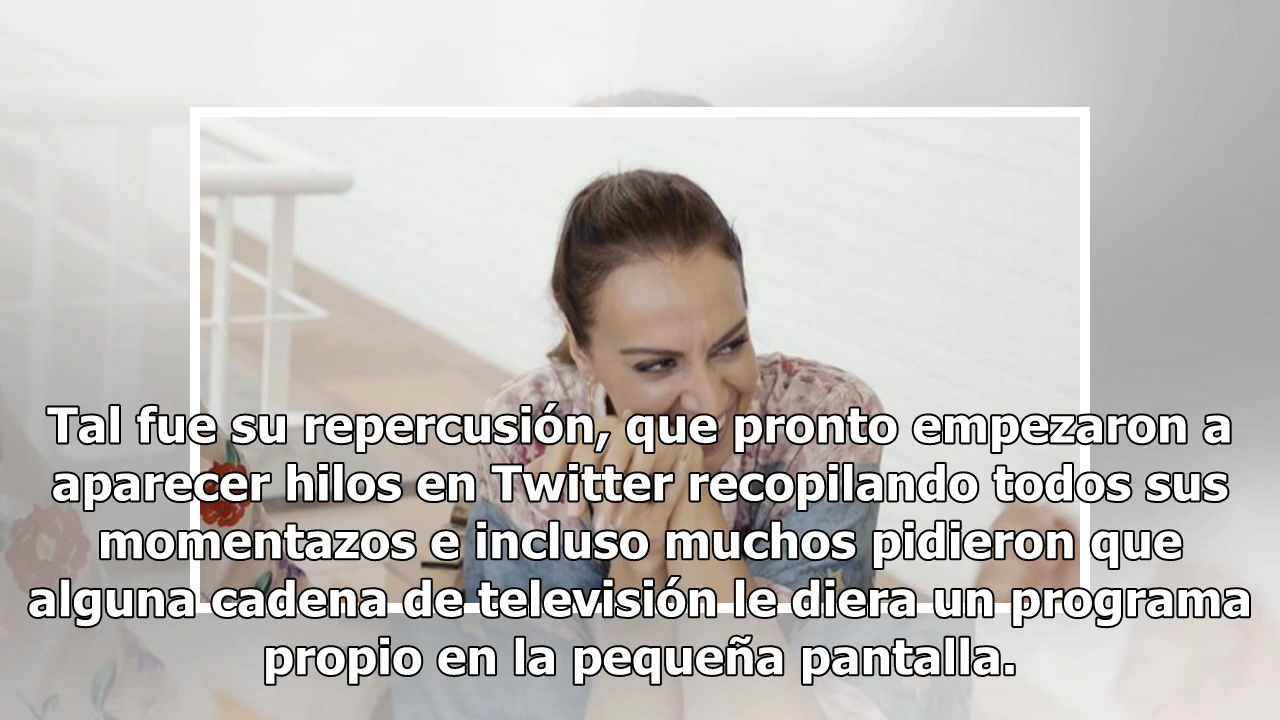 Tal fue su repercusión, que pronto empezaron a
aparecer hilos en Twitter recopilando todos sus
momentazos e incluso muchos pidieron que
alguna cadena de televisión le diera un programa
propio en la pequeña pantalla.